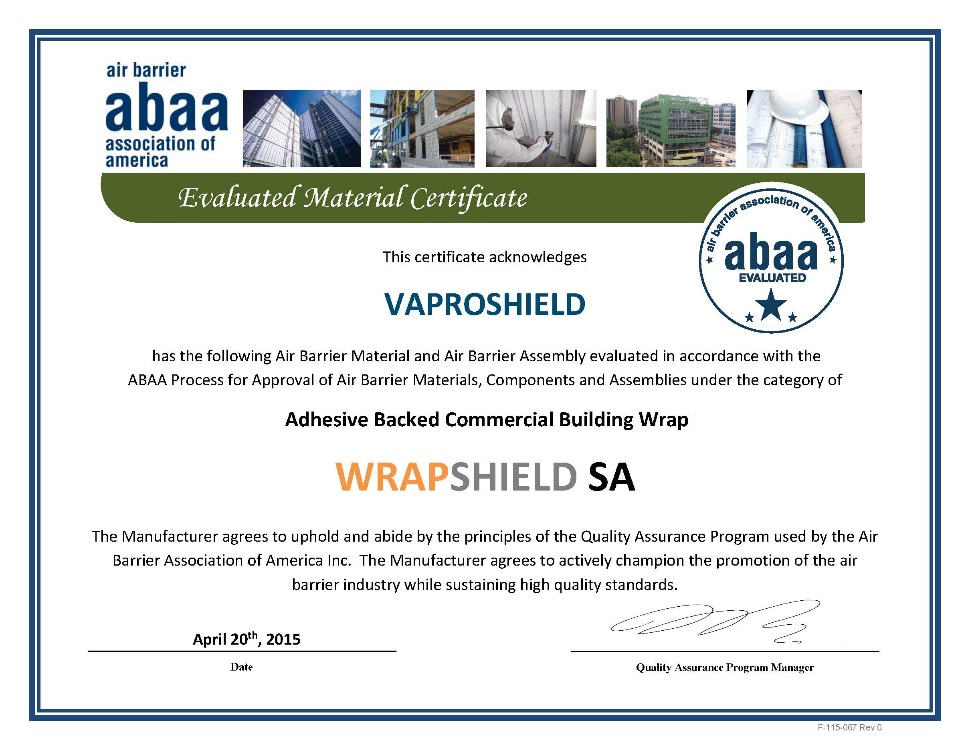 air barrier
abaa
association of
america
Evaluated Material Certificate
air barrier association of america
abaa
EVALUATED
This certificate acknowledges
VAPROSHIELD
has the following Air Barrier Material and Air Barrier Assembly evaluated in accordance with the
ABAA Process for Approval of Air Barrier Materials, Components and Assemblies under the category of
Adhesive Backed Commercial Building Wrap
WRAPSHIELD SA
The Manufacturer agrees to uphold and abide by the principles of the Quality Assurance Program used by the Air
Barrier Association of America Inc. The Manufacturer agrees to actively champion the promotion of the air
barrier industry while sustaining high quality standards.
April 20th, 2015
Date
Quality Assurance Program Manager
F-115-067 Rev 0